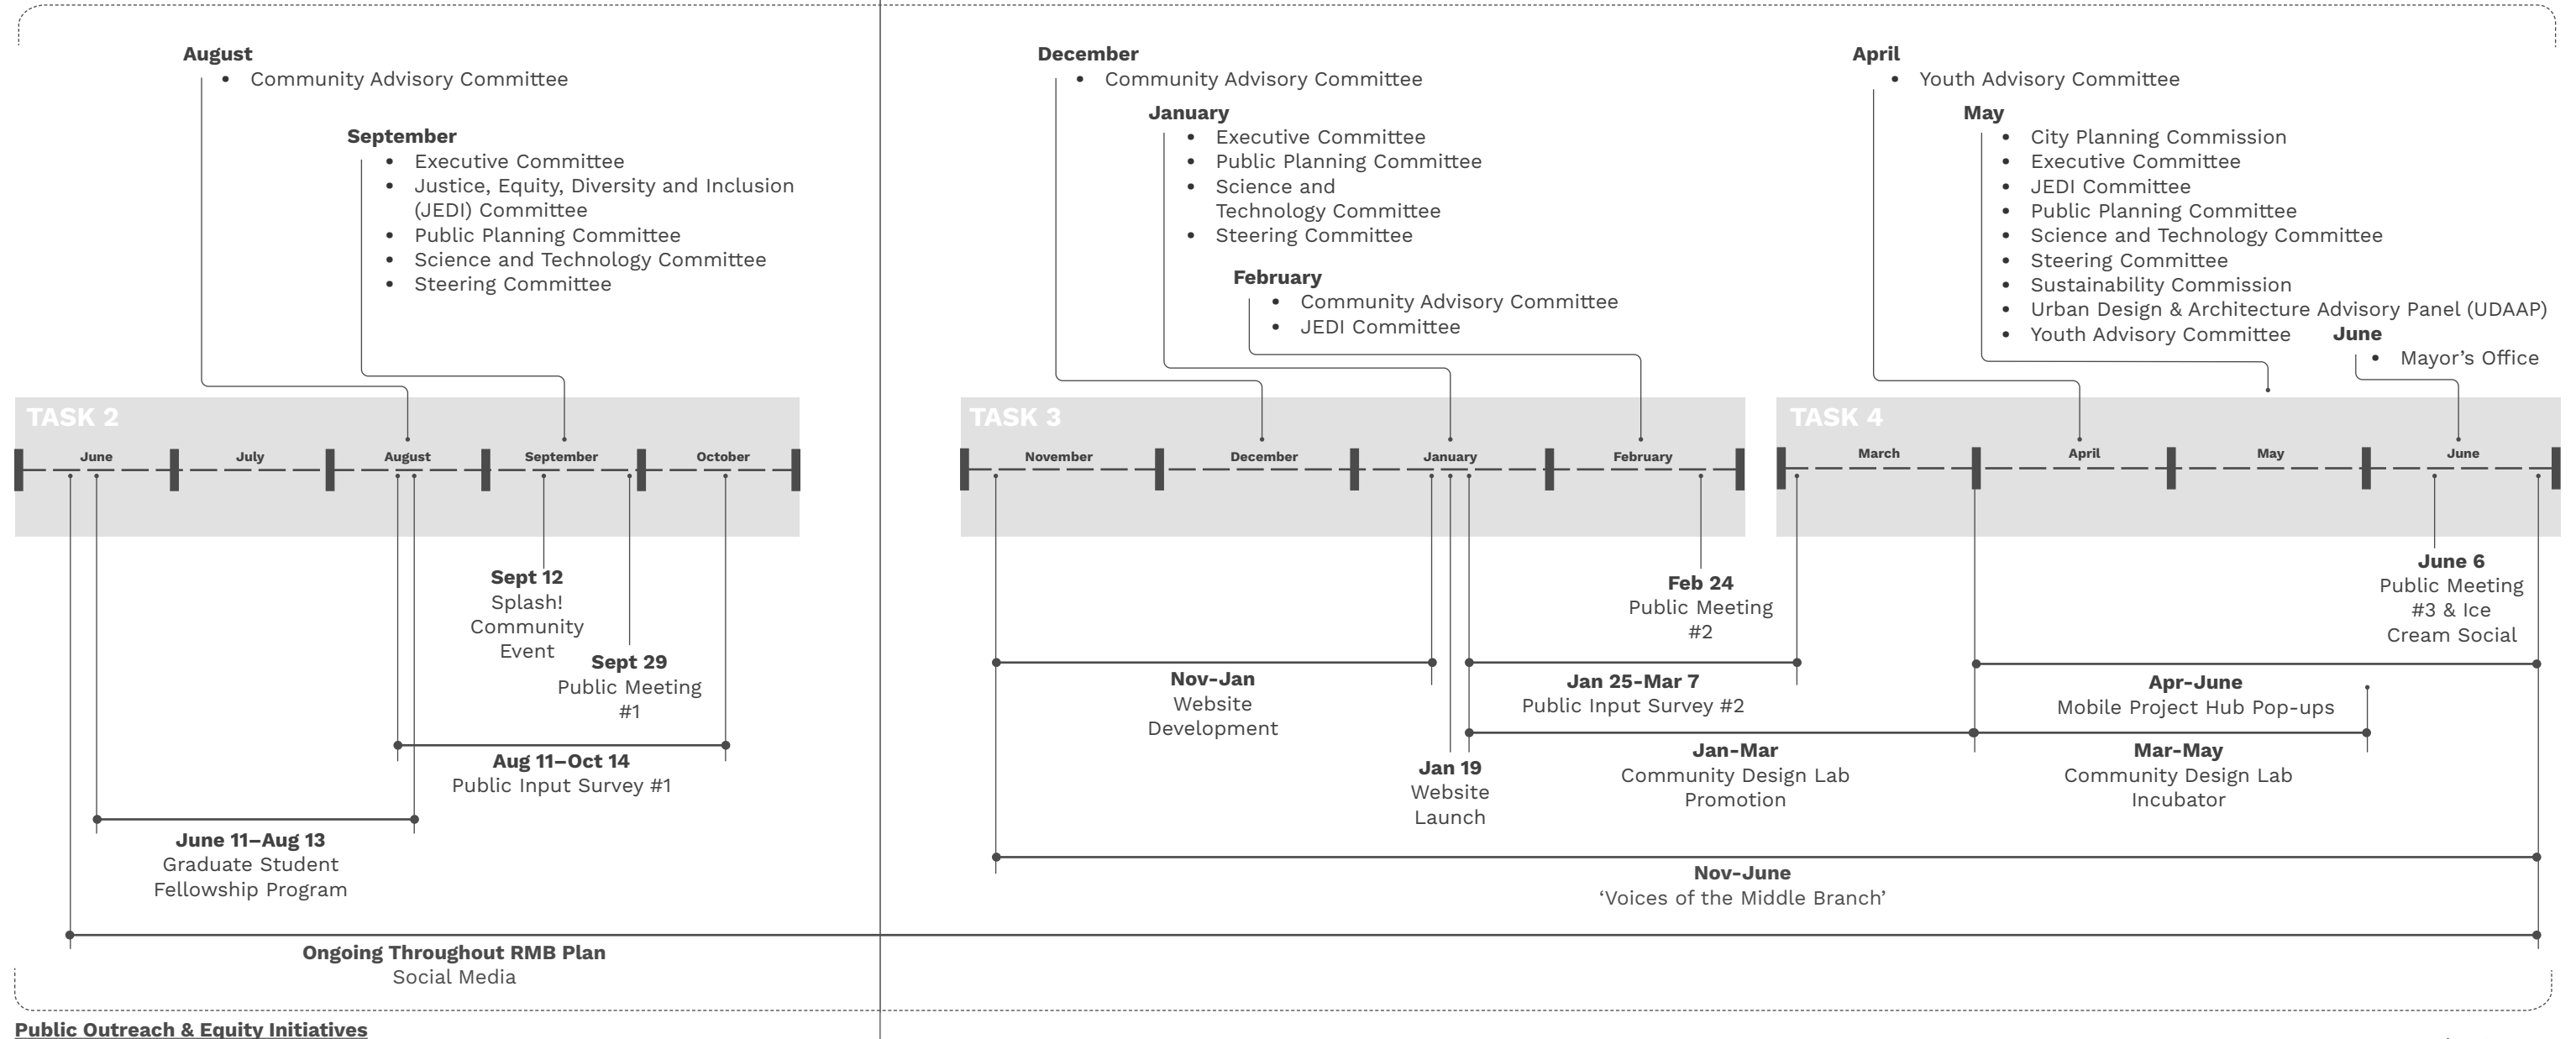 August
• Community Advisory Committee
September
• Executive Committee
• Justice, Equity, Diversity and Inclusion
(JEDI) Committee
• Public Planning Committee
• Science and Technology Committee
• Steering Committee
December
• Community Advisory Committee
January
• Executive Committee
• Public Planning Committee
• Science and
Technology Committee
• Steering Committee
February
• Community Advisory Committee
• JEDI Committee
April
• Youth Advisory Committee
May
• City Planning Commission
• Executive Committee
• JEDI Committee
• Public Planning Committee
• Science and Technology Committee
• Steering Committee
• Sustainability Commission
• Urban Design & Architecture Advisory Panel (UDAAP)
• Youth Advisory Committee
June
• Mayor’s Office
TASK 2
June
July
August
September
October
TASK 3
November
December
January
February
TASK 4
March
April
May
June
Sept 12
Splash!
Community
Event
Sept 29
Public Meeting
#1
Aug 11–Oct 14
Public Input Survey #1
June 11–Aug 13
Graduate Student
Fellowship Program
Ongoing Throughout RMB Plan
Social Media
Feb 24
Public Meeting
#2
Nov-Jan
Website
Development
Jan 25-Mar 7
Public Input Survey #2
Jan 19
Website
Launch
Jan-Mar
Community Design Lab
Promotion
June 6
Public Meeting
#3 & Ice
Cream Social
Apr-June
Mobile Project Hub Pop-ups
Mar-May
Community Design Lab
Incubator
Nov-June
‘Voices of the Middle Branch’
Public Outreach & Equity Initiatives